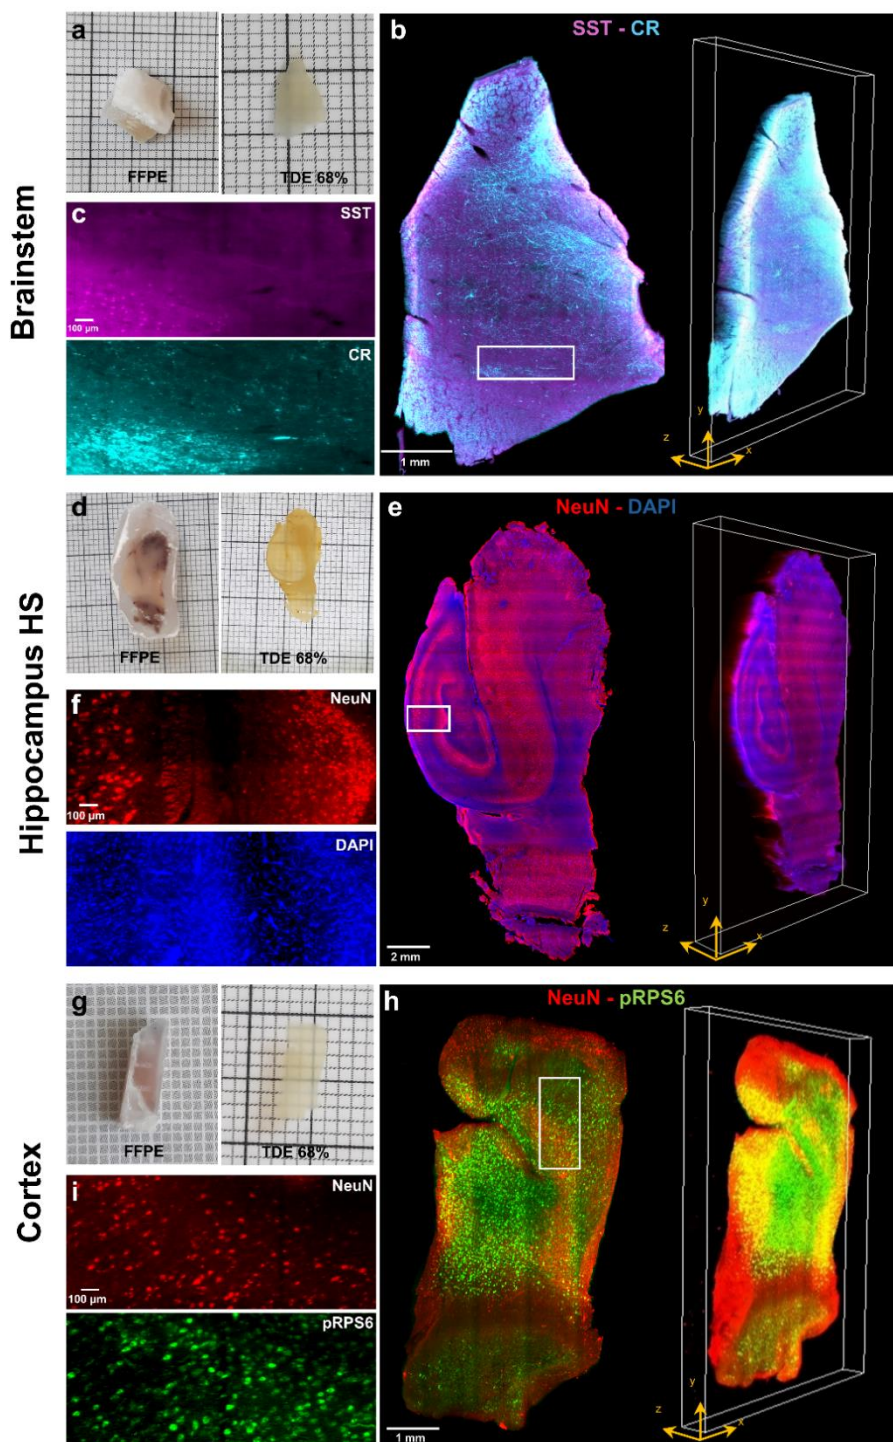 Brainstem
a
FFPE
TDE 68%
b
SST - CR
1 mm
z
y
x
c
SST
100 µm
CR
Hippocampus HS
d
FFPE
TDE 68%
e
NeuN - DAPI
2 mm
z
y
x
f
NeuN
100 µm
DAPI
Cortex
g
FFPE
TDE 68%
h
NeuN - pRPS6
1 mm
z
y
x
i
NeuN
100 µm
pRPS6